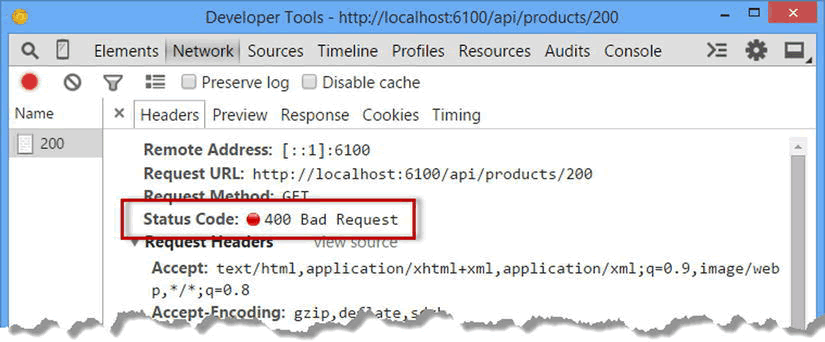 Developer Tools - http://localhost:6100/api/products/200
Elements Network Sources Timeline Profiles Resources Audits Console
Preserve log Disable cache
Name
Headers Preview Response Cookies Timing
200
Remote Address: [::1]:6100
Request URL: http://localhost:6100/api/products/200
Request Method: GET
Status Code: 400 Bad Request
Request Headers view source
Accept: text/html,application/xhtml+xml,application/xml;q=0.9,image/web
p,*/*;q=0.8
Accept-Encoding: gzip,deflate,sdch